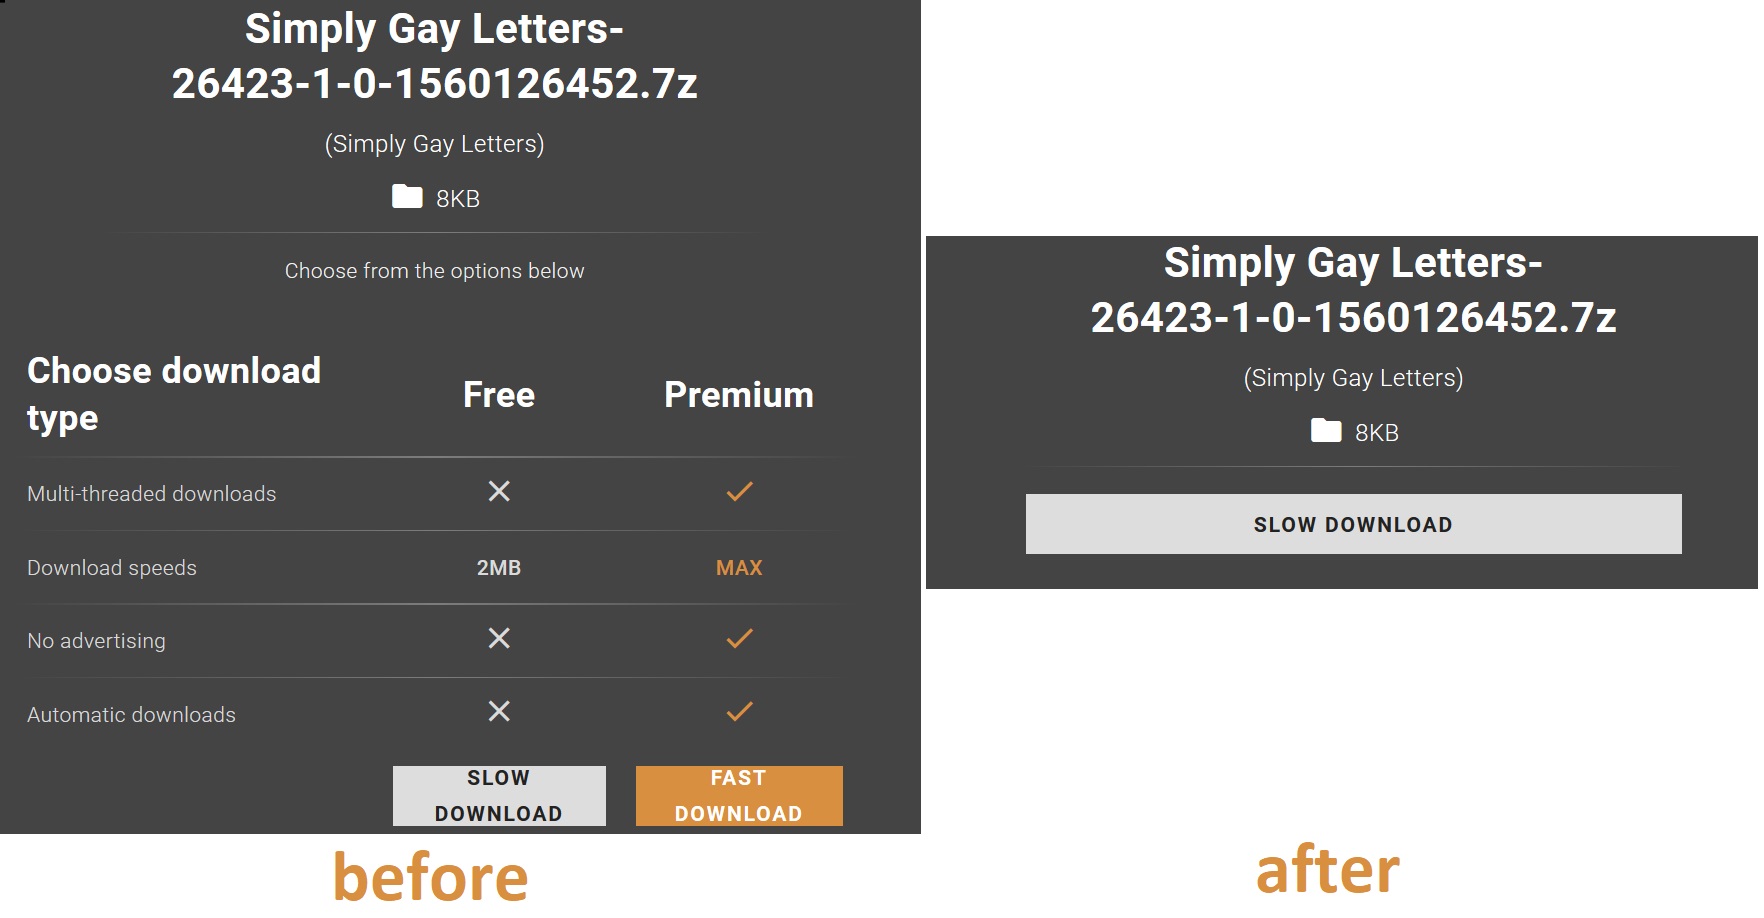 Simply Gay Letters-
26423-1-0-1560126452.7z
(Simply Gay Letters)
8KB
Choose from the options below
Choose download
type
Free
Premium
Multi-threaded downloads
Download speeds
2MB
MAX
No advertising
Automatic downloads
SLOW
DOWNLOAD
FAST
DOWNLOAD
before
Simply Gay Letters-
26423-1-0-1560126452.7z
(Simply Gay Letters)
8KB
SLOW DOWNLOAD
after